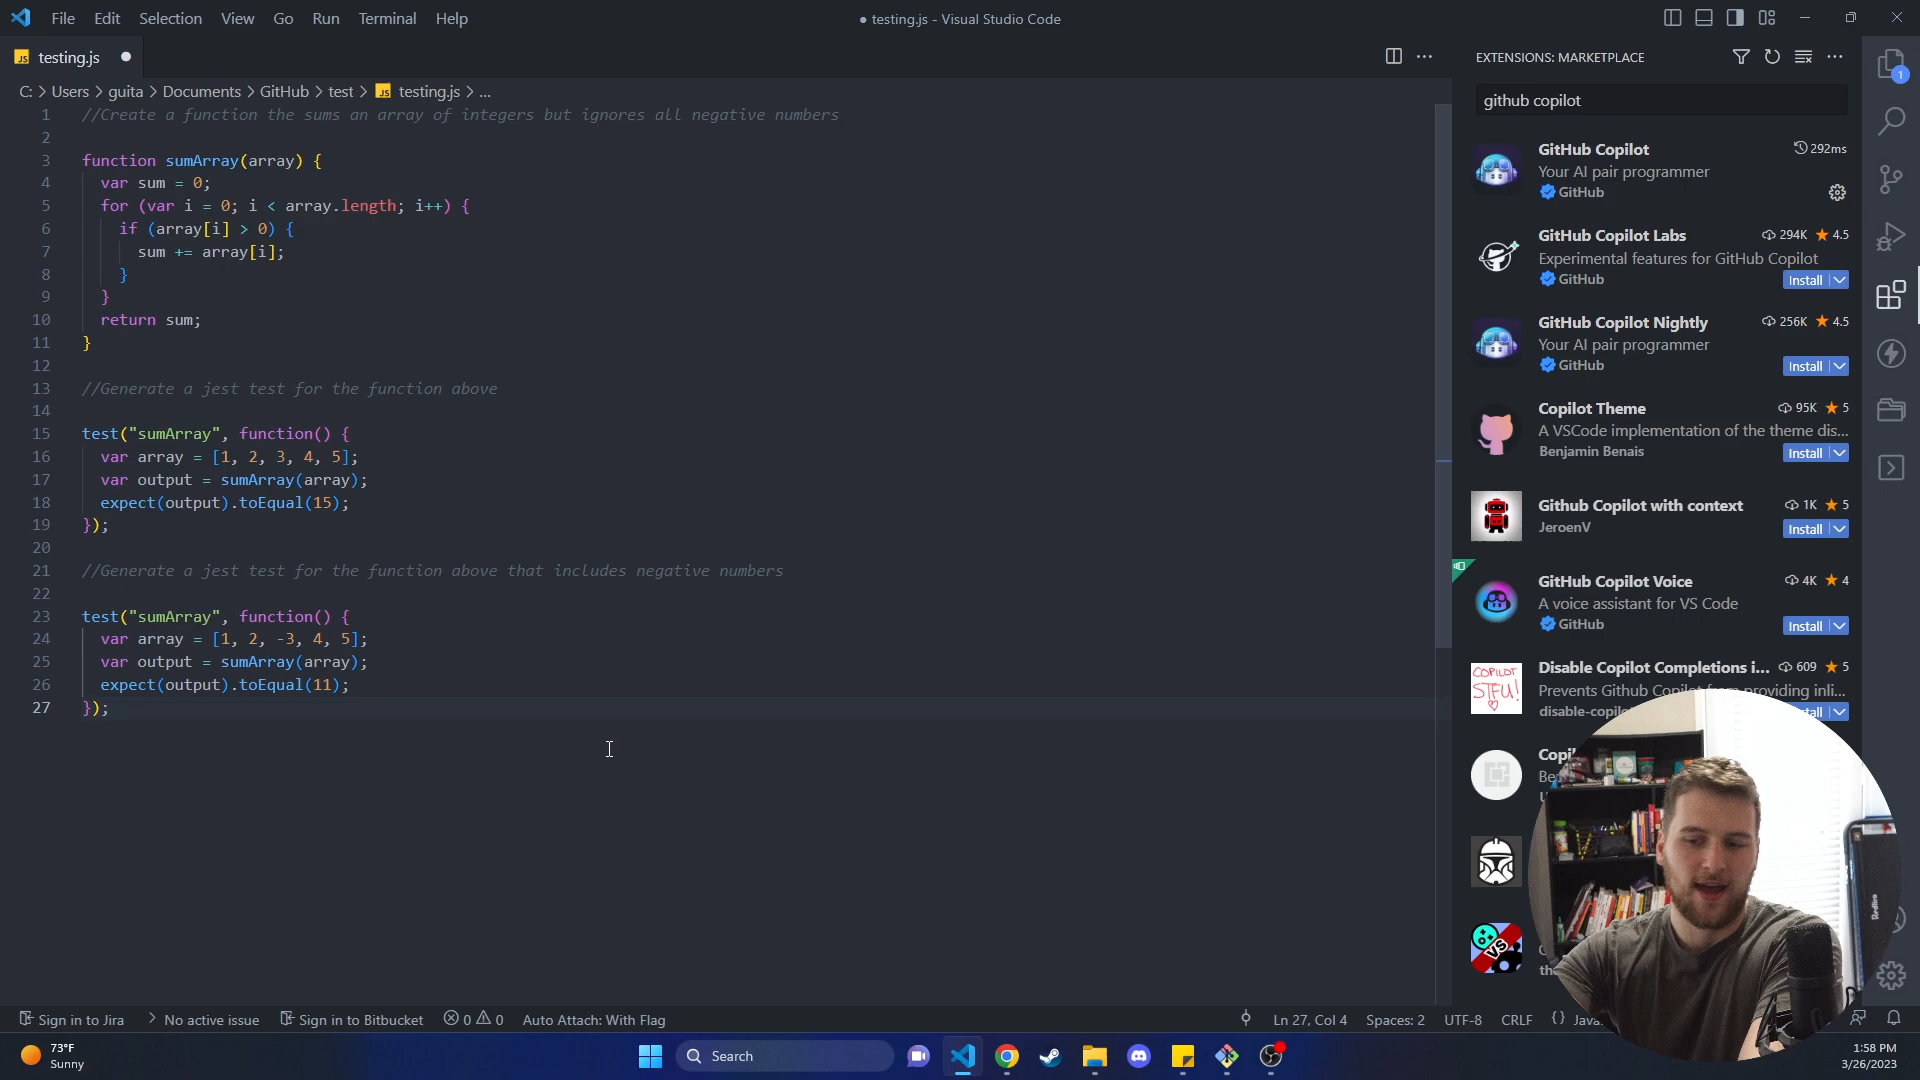 File Edit Selection View Go Run Terminal Help
● testing.js - Visual Studio Code
JS testing.js ●
C: > Users > guita > Documents > GitHub > test > JS testing.js > ...
1 //Create a function the sums an array of integers but ignores all negative numbers
2
3 function sumArray(array) {
4 var sum = 0;
5 for (var i = 0; i < array.length; i++) {
6 if (array[i] > 0) {
7 sum += array[i];
8 }
9 }
10 return sum;
11 }
12
13 //Generate a jest test for the function above
14
15 test("sumArray", function() {
16 var array = [1, 2, 3, 4, 5];
17 var output = sumArray(array);
18 expect(output).toEqual(15);
19 });
20
21 //Generate a jest test for the function above that includes negative numbers
22
23 test("sumArray", function() {
24 var array = [1, 2, -3, 4, 5];
25 var output = sumArray(array);
26 expect(output).toEqual(11);
27 });
EXTENSIONS: MARKETPLACE
github copilot
GitHub Copilot 292ms
Your AI pair programmer
GitHub
GitHub Copilot Labs 294K ★ 4.5
Experimental features for GitHub Copilot
GitHub Install
GitHub Copilot Nightly 256K ★ 4.5
Your AI pair programmer
GitHub Install
Copilot Theme 95K ★ 5
A VSCode implementation of the theme dis...
Benjamin Benais Install
Github Copilot with context 1K ★ 5
JeroenV Install
GitHub Copilot Voice 4K ★ 4
A voice assistant for VS Code
GitHub Install
COPILOT
STFU!
Disable Copilot Completions i... 609 ★ 5
Prevents Github providing inli...
VS
1
Sign in to Jira > No active issue Sign in to Bitbucket 0 0 Auto Attach: With Flag
Ln 27, Col 4 Spaces: 2 UTF-8 CRLF {}
73°F
Sunny
Search
1:58 PM
3/26/2023